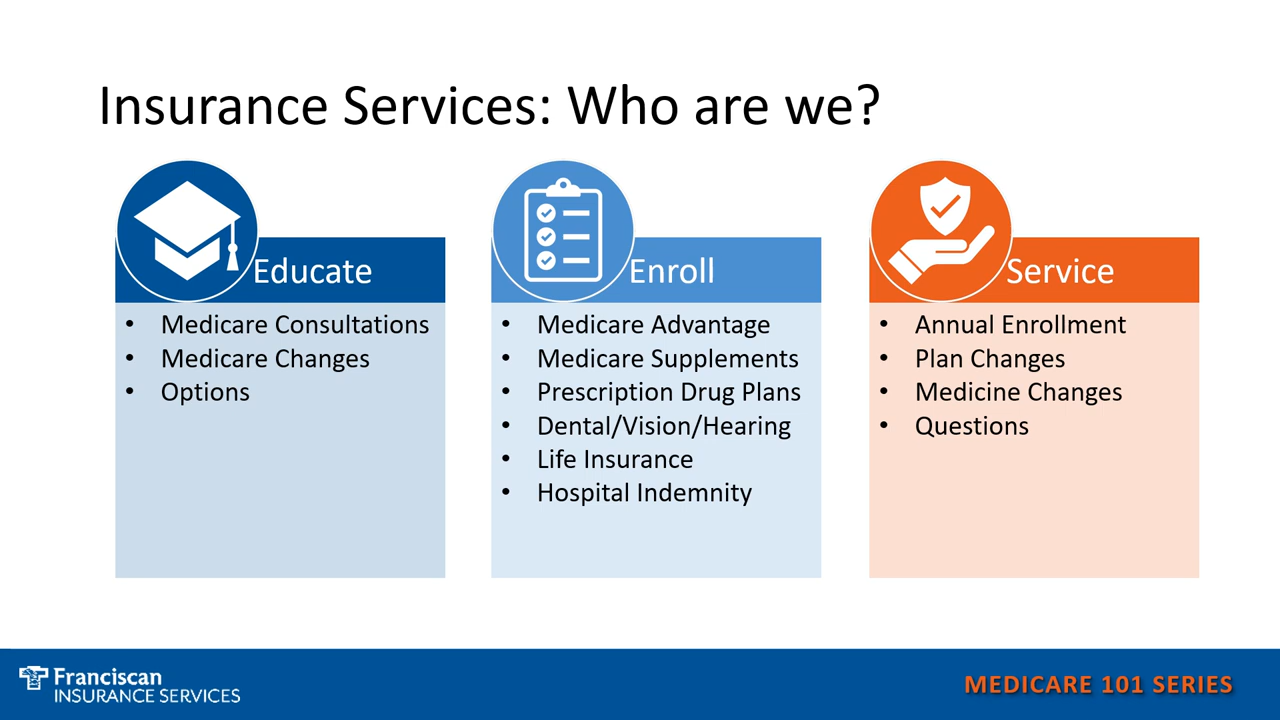 Insurance Services: Who are we?
Educate
• Medicare Consultations
• Medicare Changes
• Options
Enroll
• Medicare Advantage
• Medicare Supplements
• Prescription Drug Plans
• Dental/Vision/Hearing
• Life Insurance
• Hospital Indemnity
Service
• Annual Enrollment
• Plan Changes
• Medicine Changes
• Questions
Franciscan
INSURANCE SERVICES
MEDICARE 101 SERIES